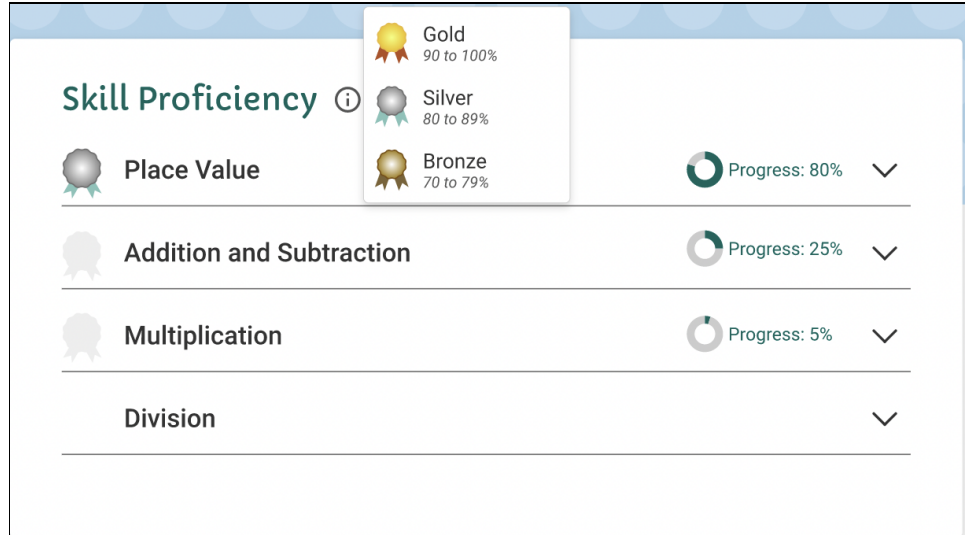 Gold
90 to 100%
Silver
80 to 89%
Bronze
70 to 79%
Skill Proficiency
Place Value
Progress: 80%
Addition and Subtraction
Progress: 25%
Multiplication
Progress: 5%
Division